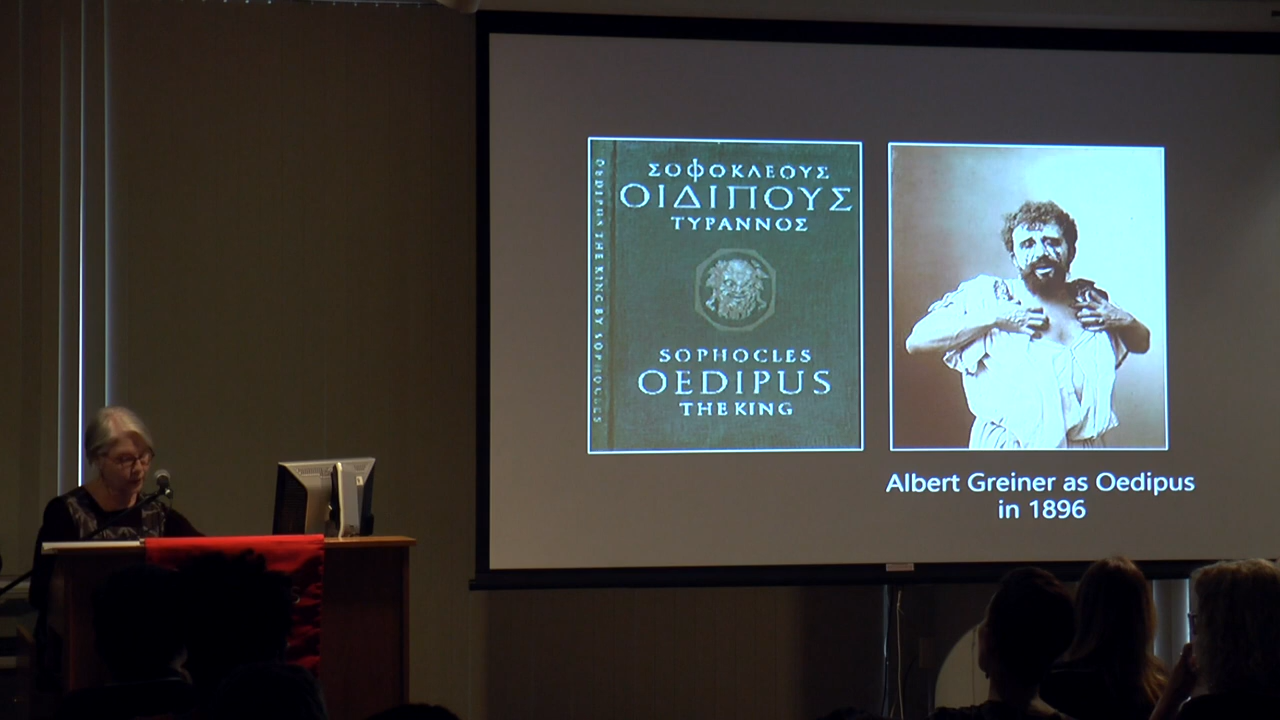 ΣΟΦΟΚΛΕΟΥΣ
ΟΙΔΙΠΟΥΣ
ΤΥΡΑΝΝΟΣ
SOPHOCLES
OEDIPUS
THE KING
OEDIPUS THE KING BY SOPHOCLES
Albert Greiner as Oedipus
in 1896